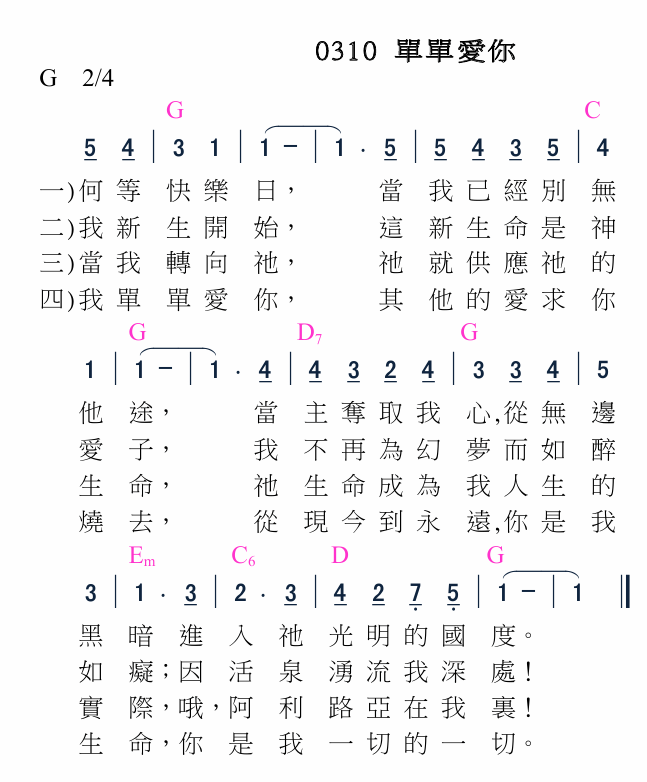 0310 單單愛你
G 2/4
G C
5 4 | 3 1 | 1 － | 1 . 5 | 5 4 3 5 | 4
一)何等快樂日，當我已經別無
二)我新生開始，這新生命是神
三)當我轉向祂，祂就供應祂的
四)我單單愛你，其他的愛求你
G D7 G
1 | 1 － | 1 . 4 | 4 3 2 4 | 3 3 4 | 5
他途，當主奪取我心,從無邊
愛子，我不再為幻夢而如醉
生命，祂生命成為我人生的
燒去，從現今到永遠,你是我
Em C6 D G
3 | 1 . 3 | 2 . 3 | 4 2 7 5 | 1 － | 1 ‖
黑暗進入祂光明的國度。
如癡；因活泉湧流我深處！
實際，哦，阿利路亞在我裏！
生命，你是我一切的一切。